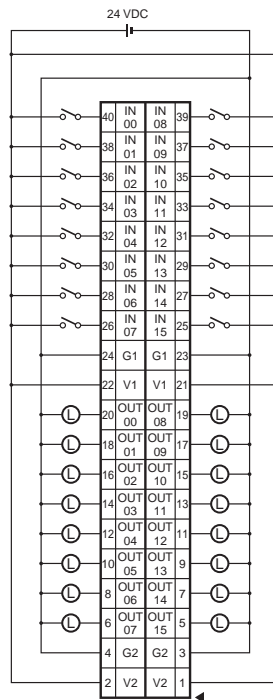 24 VDC
40 IN 00 IN 08 39
38 IN 01 IN 09 37
36 IN 02 IN 10 35
34 IN 03 IN 11 33
32 IN 04 IN 12 31
30 IN 05 IN 13 29
28 IN 06 IN 14 27
26 IN 07 IN 15 25
24 G1 G1 23
22 V1 V1 21
L 20 OUT 00 OUT 08 19 L
L 18 OUT 01 OUT 09 17 L
L 16 OUT 02 OUT 10 15 L
L 14 OUT 03 OUT 11 13 L
L 12 OUT 04 OUT 12 11 L
L 10 OUT 05 OUT 13 9 L
L 8 OUT 06 OUT 14 7 L
L 6 OUT 07 OUT 15 5 L
4 G2 G2 3
2 V2 V2 1